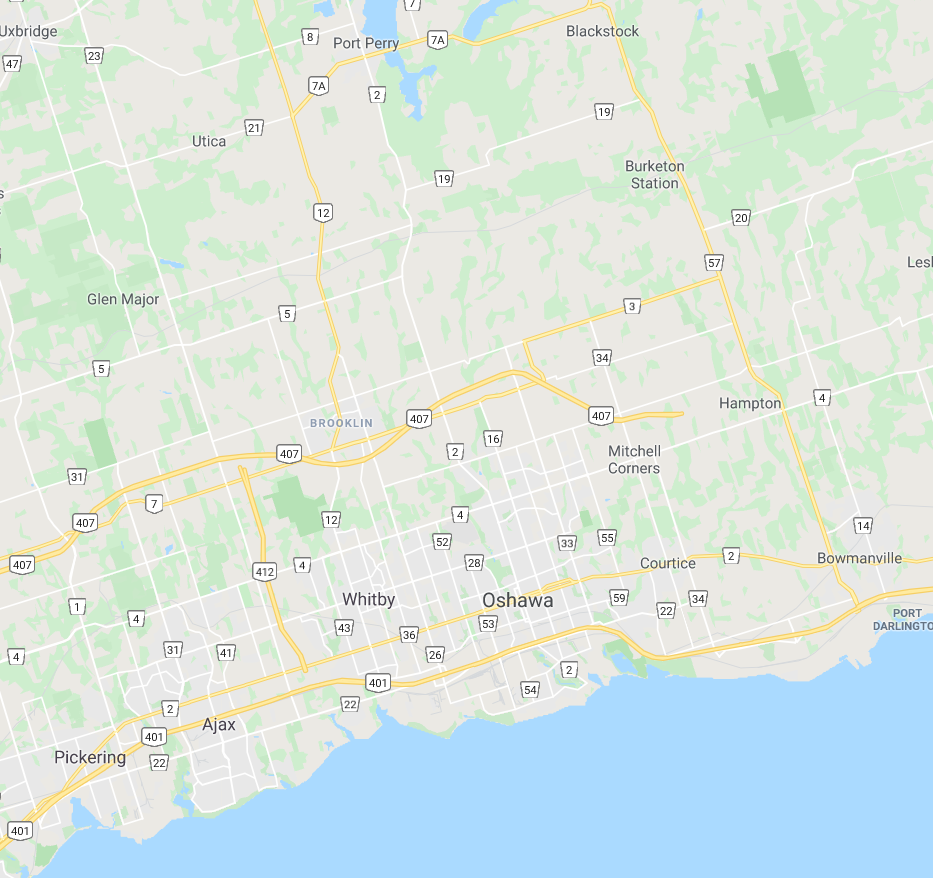 7
Uxbridge
8
Port Perry
7A
Blackstock
23
47
7A
2
19
21
Utica
Burketon
Station
19
12
20
57
Glen Major
5
3
34
5
4
Hampton
407
407
BROOKLIN
16
2
407
Mitchell
Corners
31
7
407
12
4
14
52
33
55
407
412
4
28
Courtice
2
Bowmanville
1
Whitby
Oshawa
59
22
34
4
43
36
53
PORT
4
31
41
26
2
401
54
2
22
Ajax
401
Pickering
22
401